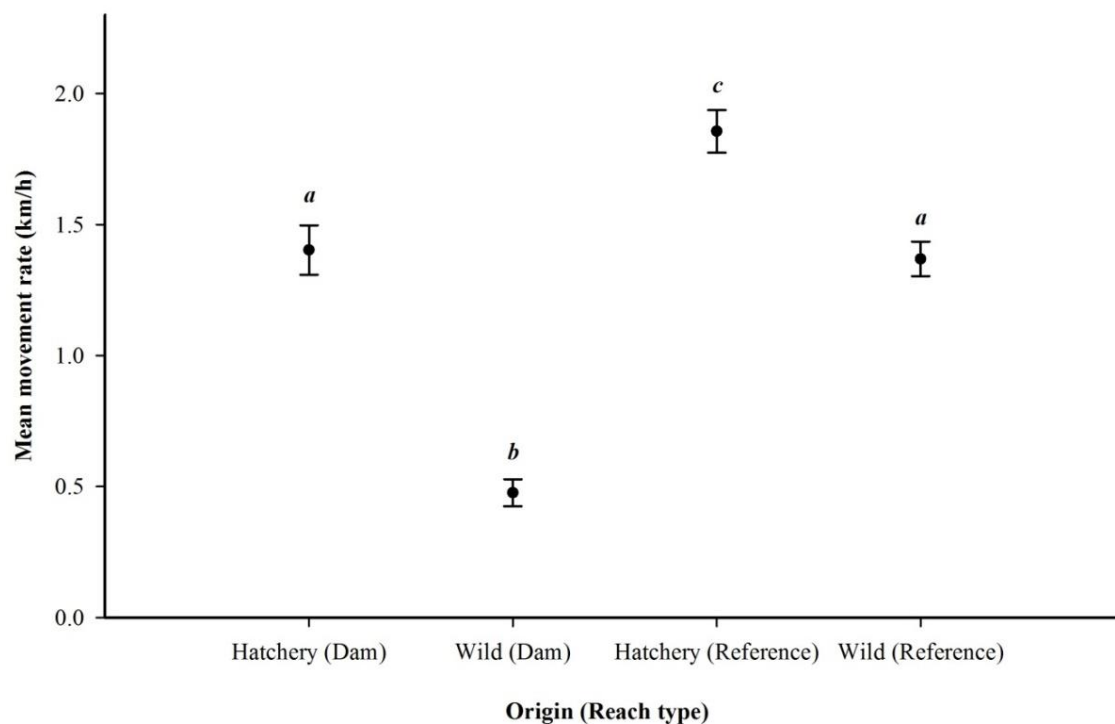 c
2.0
a
a
1.5
Mean movement rate (km/h)
1.0
b
0.5
0.0
Hatchery (Dam) Wild (Dam) Hatchery (Reference) Wild (Reference)
Origin (Reach type)